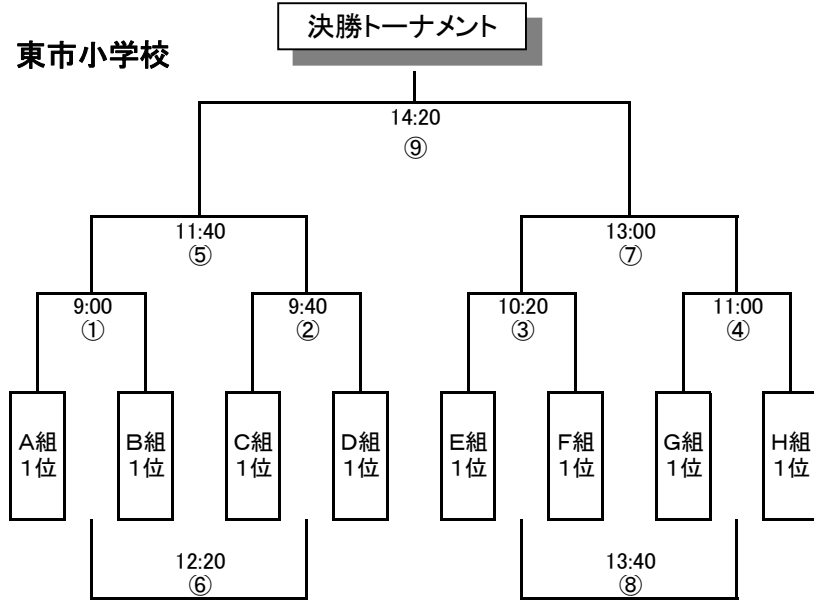 決勝トーナメント
東市小学校
14:20
⑨
11:40
⑤
13:00
⑦
9:00
①
9:40
②
10:20
③
11:00
④
A組
1位
B組
1位
C組
1位
D組
1位
E組
1位
F組
1位
G組
1位
H組
1位
12:20
⑥
13:40
⑧